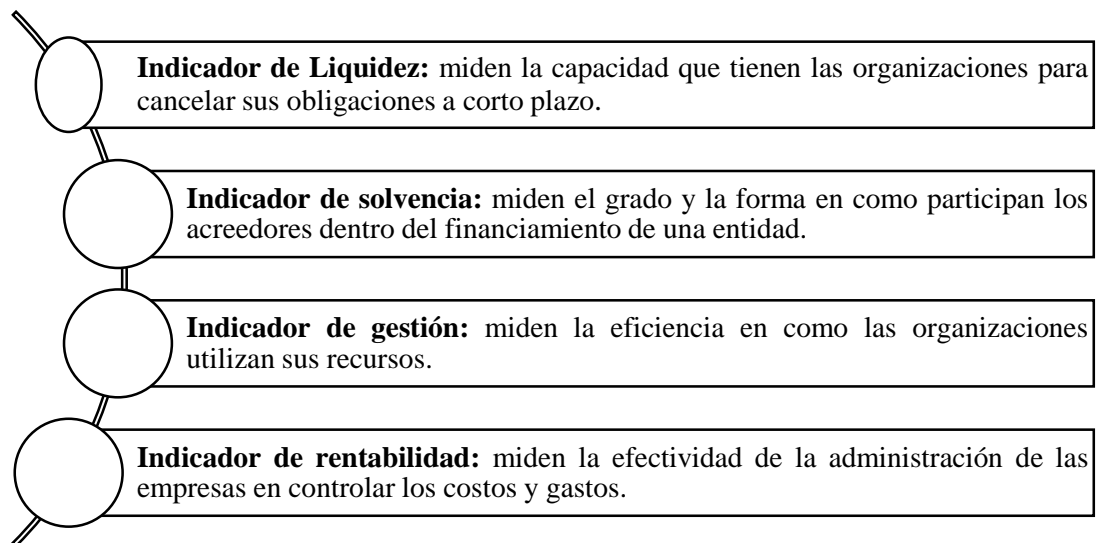 Indicador de Liquidez: miden la capacidad que tienen las organizaciones para
cancelar sus obligaciones a corto plazo.
Indicador de solvencia: miden el grado y la forma en como participan los
acreedores dentro del financiamiento de una entidad.
Indicador de gestión: miden la eficiencia en como las organizaciones
utilizan sus recursos.
Indicador de rentabilidad: miden la efectividad de la administración de las
empresas en controlar los costos y gastos.